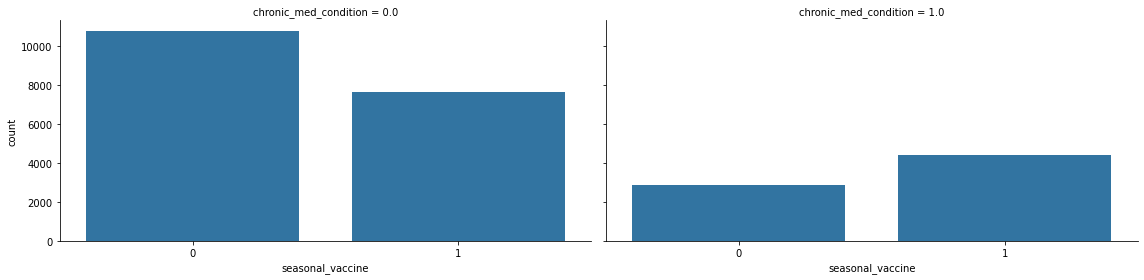 chronic_med_condition = 0.0
chronic_med_condition = 1.0
10000
8000
6000
4000
2000
0
count
0
1
0
1
seasonal_vaccine
seasonal_vaccine